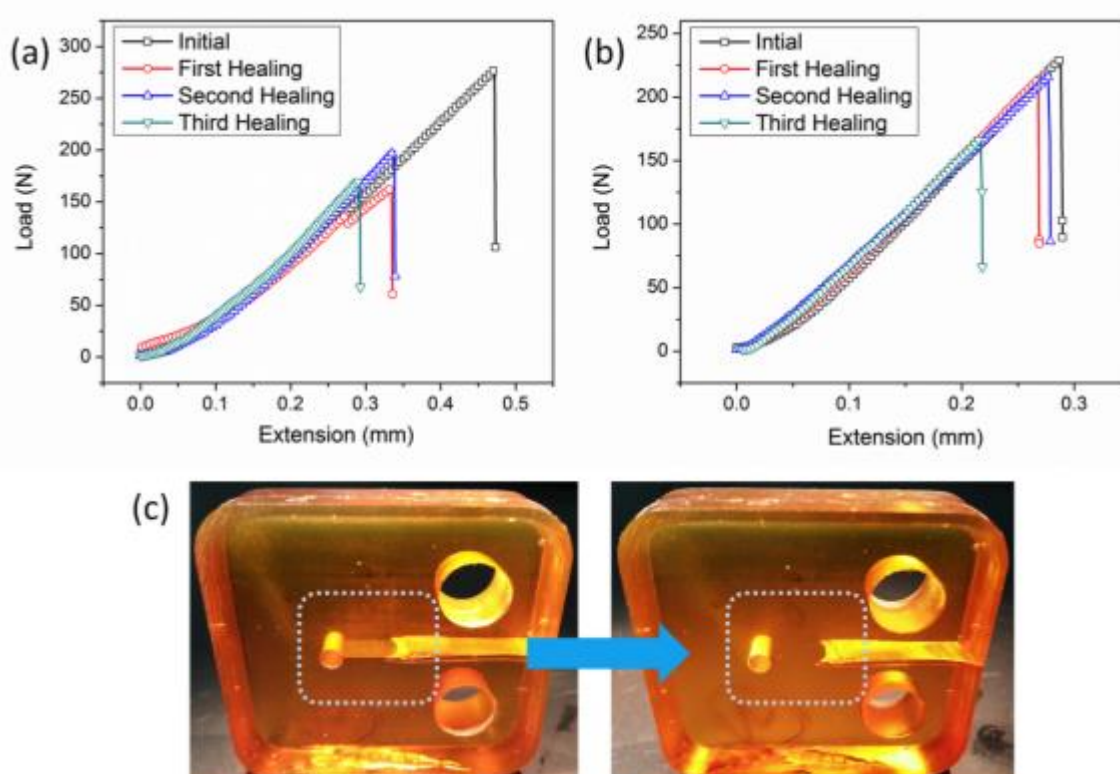 (a)
300
250
200
150
100
50
0
Load (N)
Initial
First Healing
Second Healing
Third Healing
0.0 0.1 0.2 0.3 0.4 0.5
Extension (mm)
(b)
250
200
150
100
50
0
Load (N)
Intial
First Healing
Second Healing
Third Healing
0.0 0.1 0.2 0.3
Extension (mm)
(c)